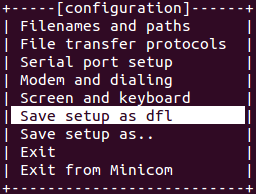 +-----[configuration]------+
| Filenames and paths      |
| File transfer protocols  |
| Serial port setup        |
| Modem and dialing        |
| Screen and keyboard      |
| Save setup as dfl        |
| Save setup as..          |
| Exit                     |
| Exit from Minicom        |
+--------------------------+